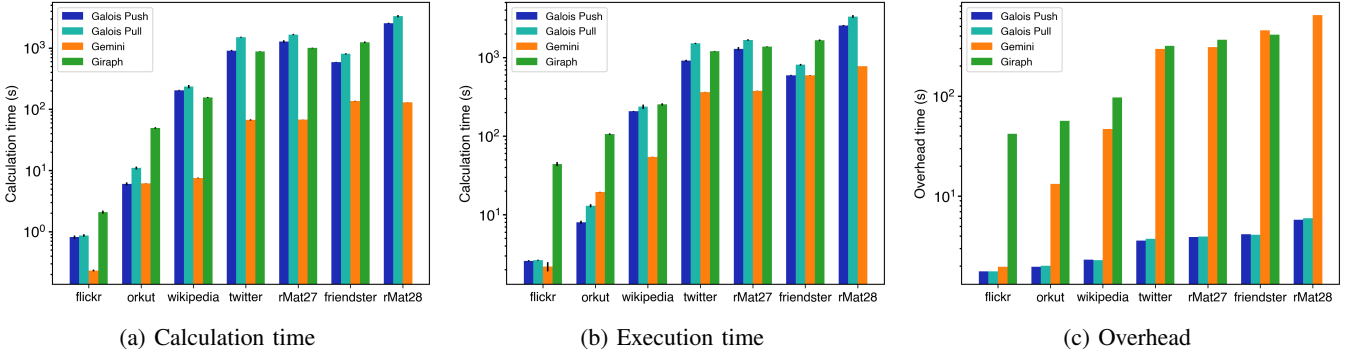 Calculation time (s)
10^3
10^2
10^1
10^0
Galois Push
Galois Pull
Gemini
Giraph
flickr
orkut
wikipedia
twitter
rMat27
friendster
rMat28
(a) Calculation time
Calculation time (s)
10^3
10^2
10^1
Galois Push
Galois Pull
Gemini
Giraph
flickr
orkut
wikipedia
twitter
rMat27
friendster
rMat28
(b) Execution time
Overhead time (s)
10^2
10^1
Galois Push
Galois Pull
Gemini
Giraph
flickr
orkut
wikipedia
twitter
rMat27
friendster
rMat28
(c) Overhead